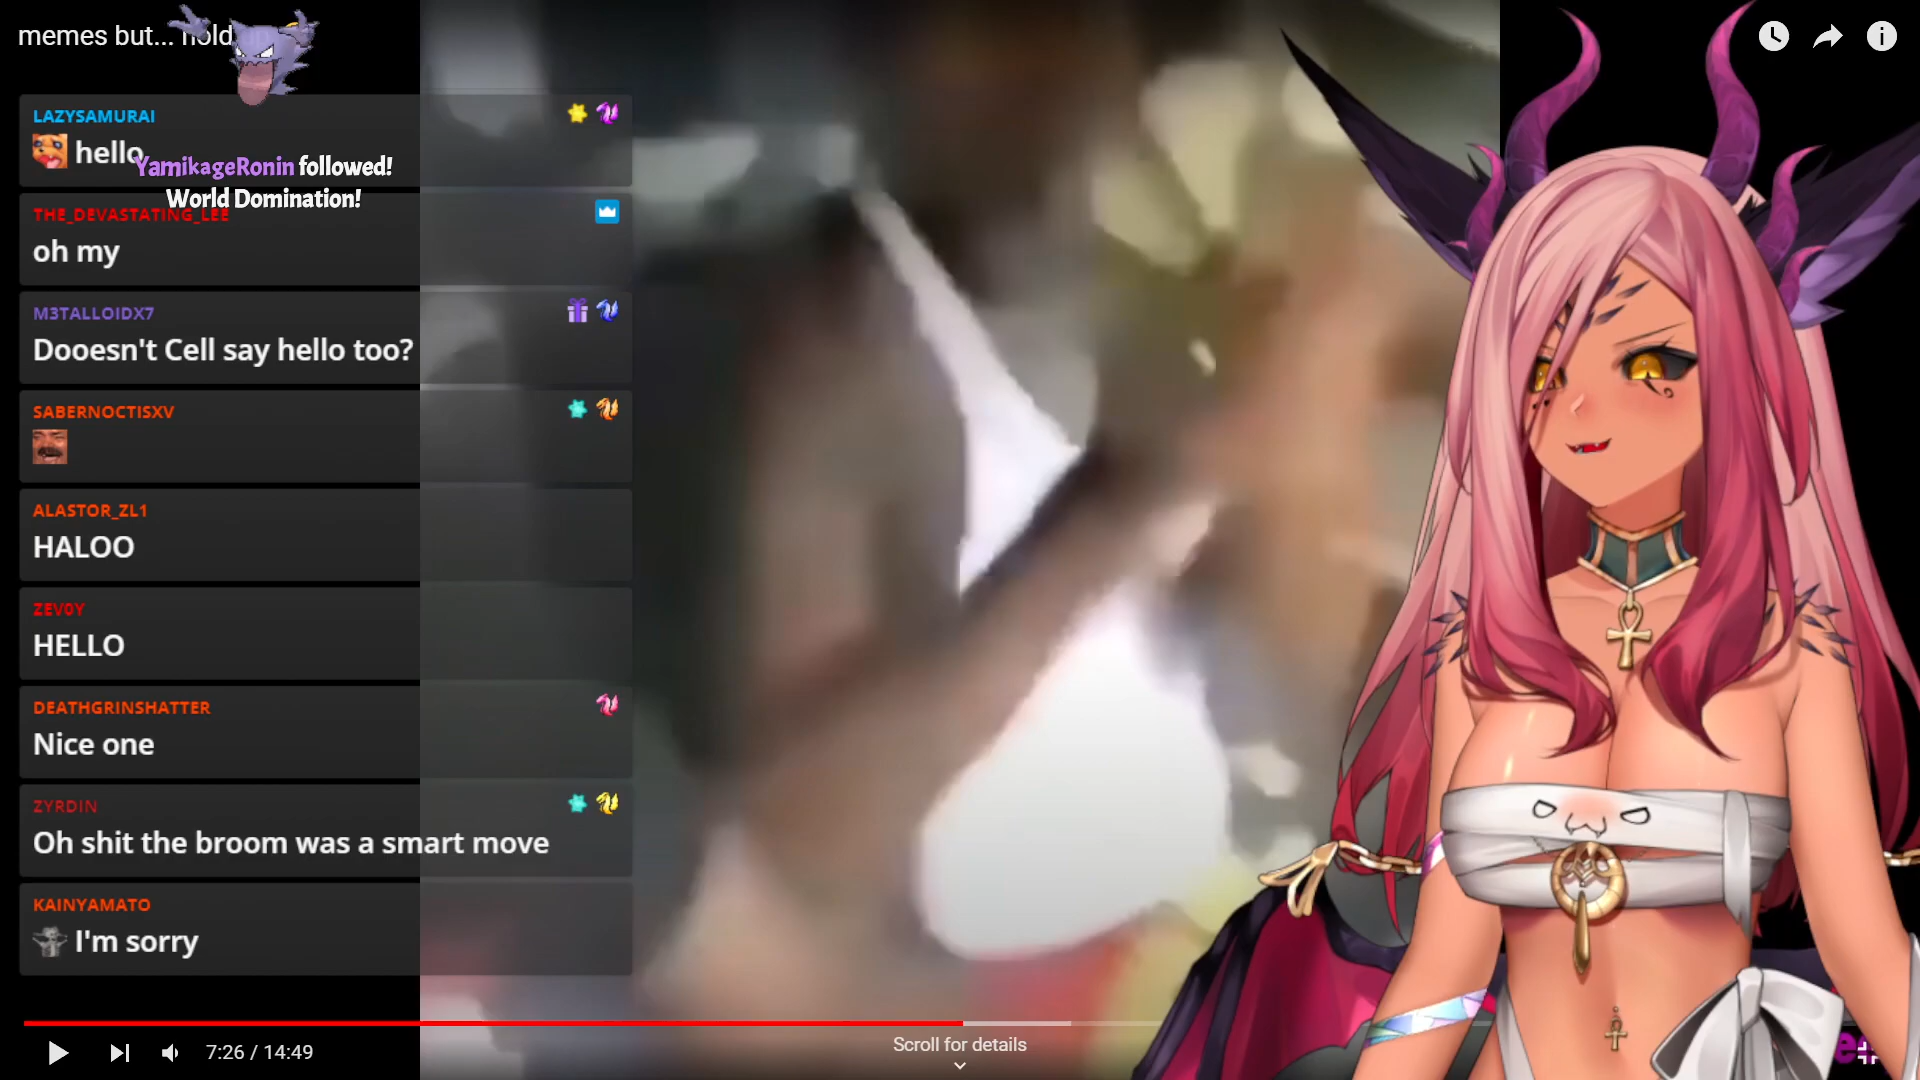 memes but... hold
LAZYSAMURAI
hello
YamikageRonin followed!
World Domination!
THE_DEVASTATING_LEE
oh my
M3TALLOIDX7
Dooesn't Cell say hello too?
SABERNOCTISXV
ALASTOR_ZL1
HALOO
ZEV0Y
HELLO
DEATHGRINSHATTER
Nice one
ZYRDIN
Oh shit the broom was a smart move
KAINYAMATO
I'm sorry
7:26 / 14:49
Scroll for details